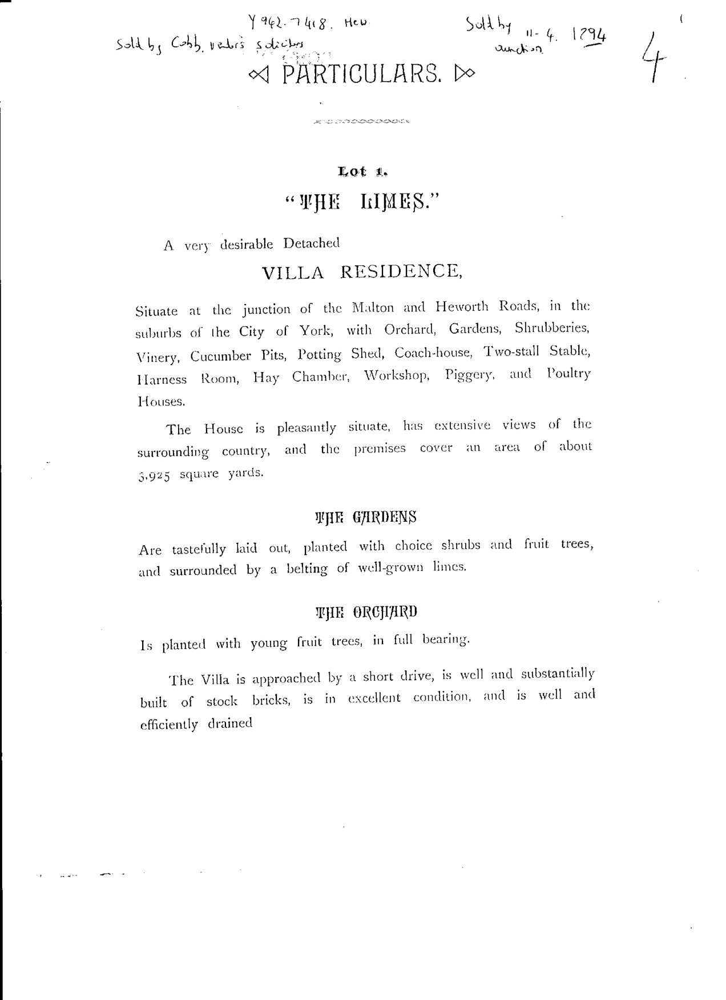 Y 942.7418. Hew
Sold by 11-4. 1894
auction
Sold by Cobb, solicitors
4
PARTICULARS.
Lot 1.
"THE LIMES."
A very desirable Detached
VILLA RESIDENCE,
Situate at the junction of the Malton and Heworth Roads, in the
suburbs of the City of York, with Orchard, Gardens, Shrubberies,
Vinery, Cucumber Pits, Potting Shed, Coach-house, Two-stall Stable,
Harness Room, Hay Chamber, Workshop, Piggery, and Poultry
Houses.
The House is pleasantly situate, has extensive views of the
surrounding country, and the premises cover an area of about
3,925 square yards.
THE GARDENS
Are tastefully laid out, planted with choice shrubs and fruit trees,
and surrounded by a belting of well-grown limes.
THE ORCHARD
Is planted with young fruit trees, in full bearing.
The Villa is approached by a short drive, is well and substantially
built of stock bricks, is in excellent condition, and is well and
efficiently drained